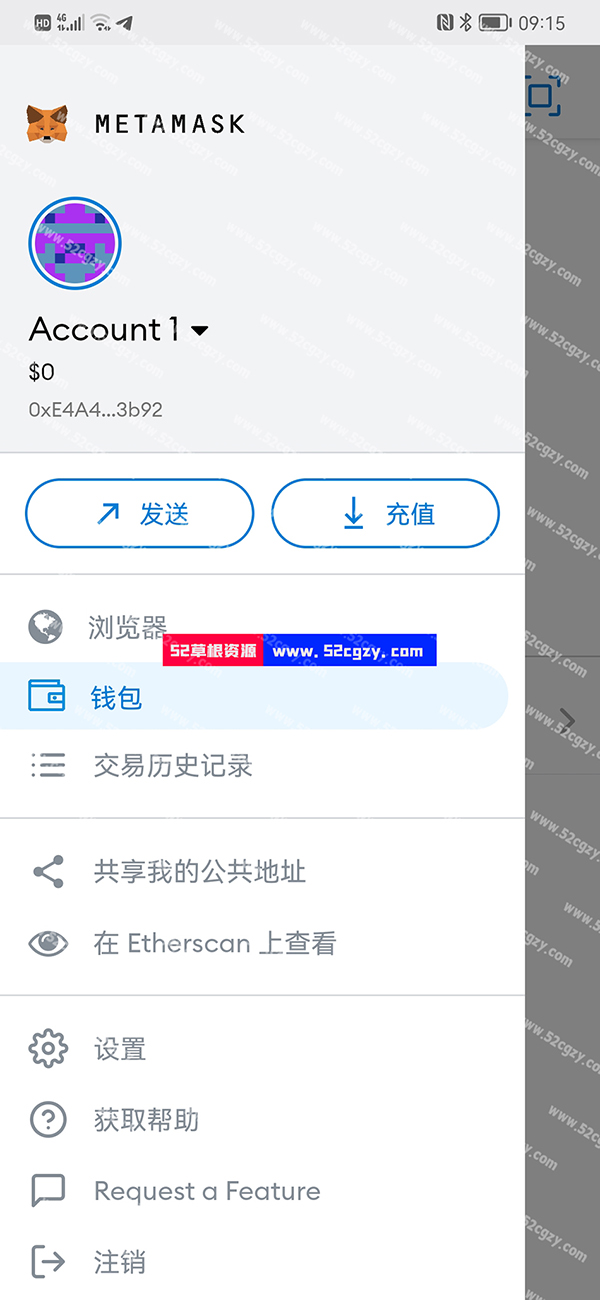 HD 4G 09:15
METAMASK
Account 1
$0
0xE4A4...3b92
发送 充值
浏览器
52草根资源 www.52cgzy.com
钱包
交易历史记录
共享我的公共地址
在 Etherscan 上查看
设置
获取帮助
Request a Feature
注销
www.52cgzy.com